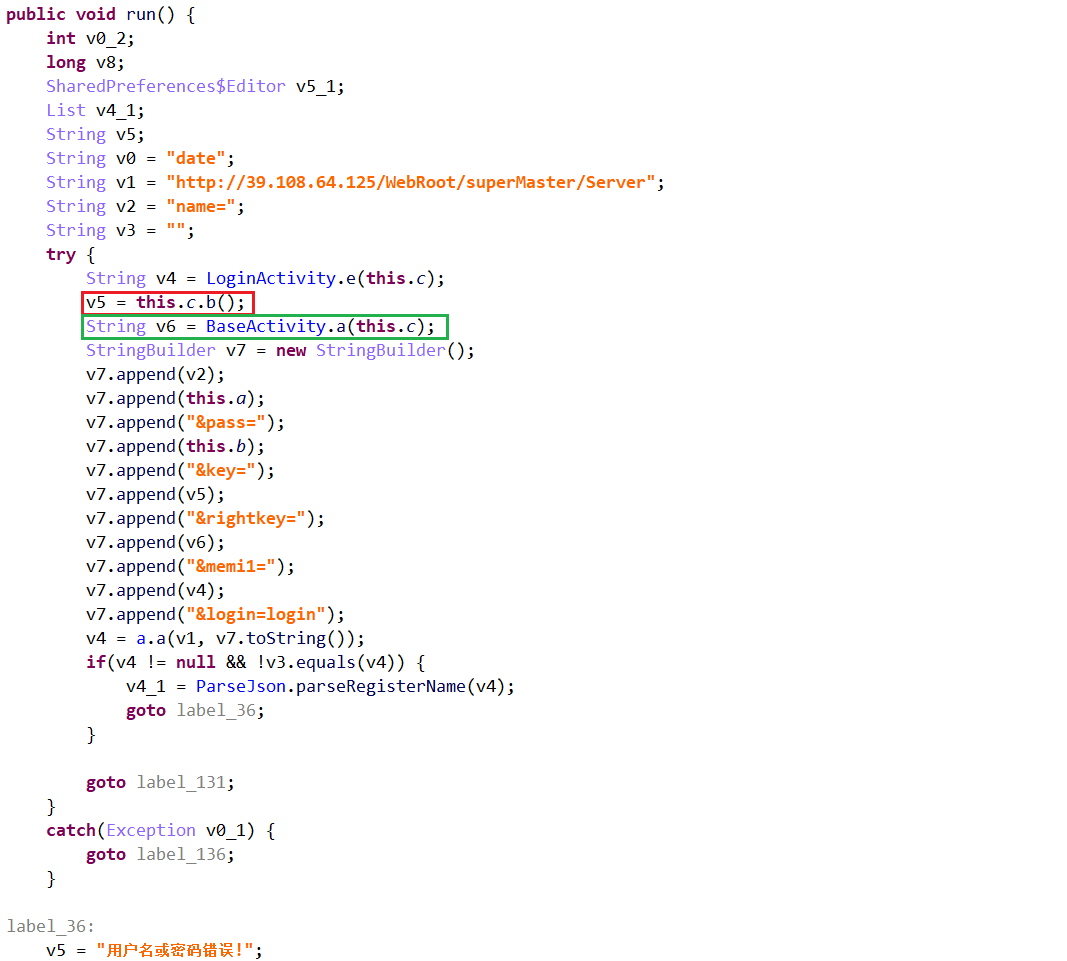 public void run() {
    int v0_2;
    long v8;
    SharedPreferences$Editor v5_1;
    List v4_1;
    String v5;
    String v0 = "date";
    String v1 = "http://39.108.64.125/WebRoot/superMaster/Server";
    String v2 = "name=";
    String v3 = "";
    try {
        String v4 = LoginActivity.e(this.c);
        v5 = this.c.b();
        String v6 = BaseActivity.a(this.c);
        StringBuilder v7 = new StringBuilder();
        v7.append(v2);
        v7.append(this.a);
        v7.append("&pass=");
        v7.append(this.b);
        v7.append("&key=");
        v7.append(v5);
        v7.append("&rightkey=");
        v7.append(v6);
        v7.append("&memi1=");
        v7.append(v4);
        v7.append("&login=login");
        v4 = a.a(v1, v7.toString());
        if(v4 != null && !v3.equals(v4)) {
            v4_1 = ParseJson.parseRegisterName(v4);
            goto label_36;
        }
        goto label_131;
    }
    catch(Exception v0_1) {
        goto label_136;
    }
label_36:
    v5 = "用户名或密码错误!";